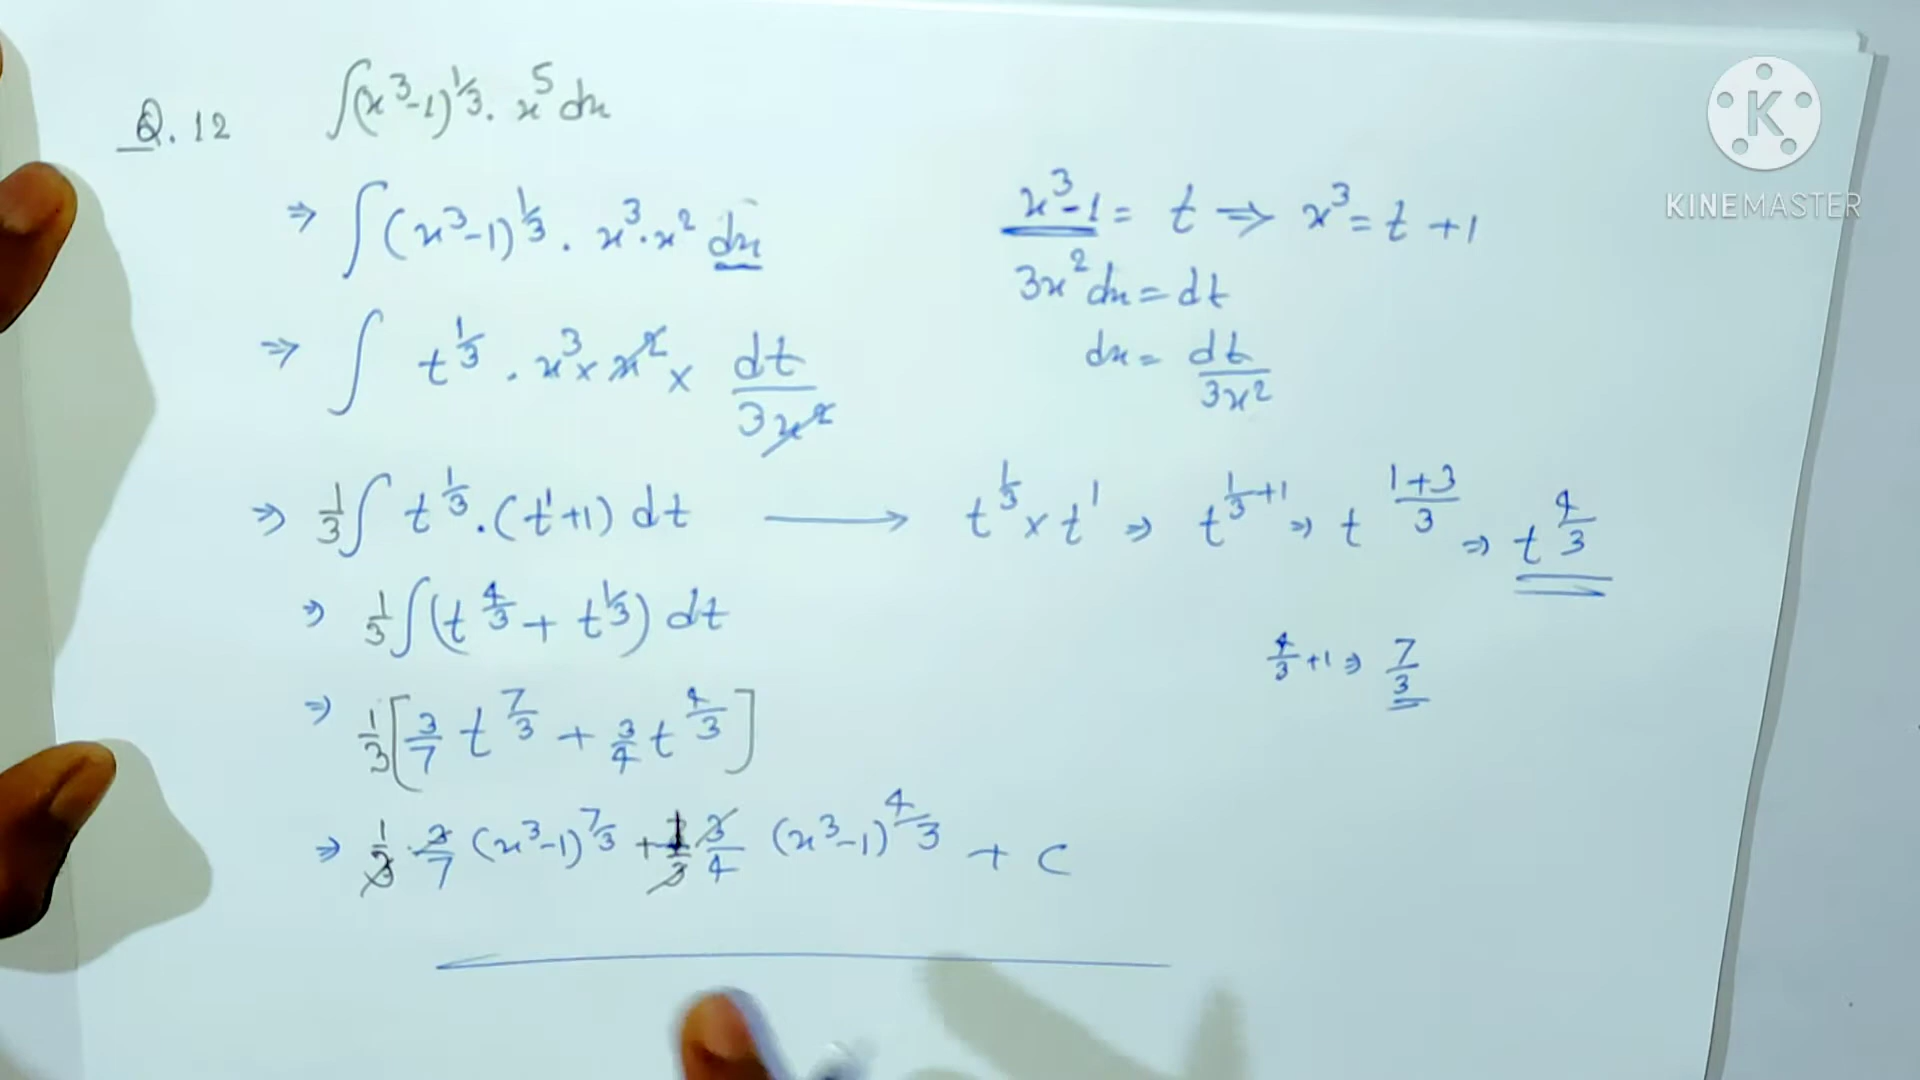 Q. 12 ∫(x³-1)^{1/3} . x⁵ dx
⇒ ∫(x³-1)^{1/3} . x³ . x² dx
x³-1 = t ⇒ x³ = t + 1
3x² dx = dt
dx = dt/3x²
⇒ ∫ t^{1/3} . x³ × x² × dt/3x²
⇒ 1/3 ∫ t^{1/3} . (t¹+1) dt ⟶ t^{1/3} × t¹ ⇒ t^{1/3+1} ⇒ t^{(1+3)/3} ⇒ t^{4/3}
⇒ 1/3 ∫(t^{4/3} + t^{1/3}) dt
4/3 + 1 ⇒ 7/3
⇒ 1/3 [3/7 t^{7/3} + 3/4 t^{4/3}]
⇒ 1/3 . 3/7 (x³-1)^{7/3} + 1/3 3/4 (x³-1)^{4/3} + C
K
KINEMASTER